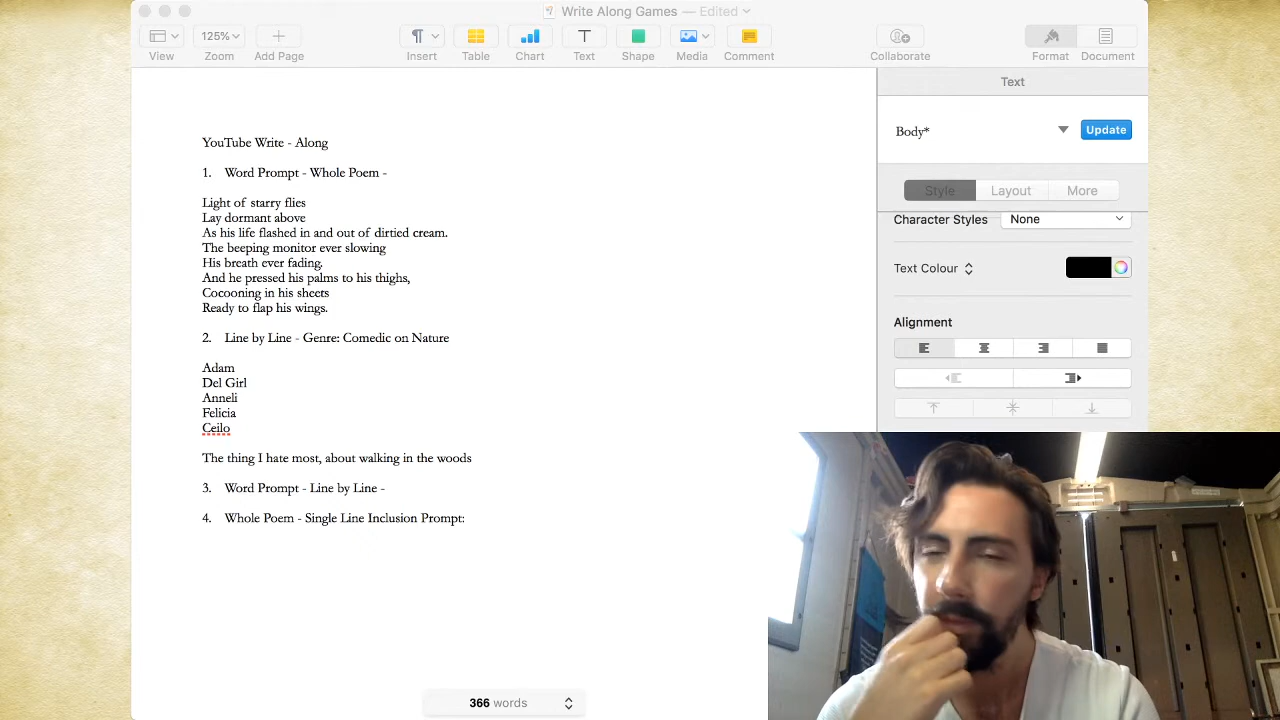 Write Along Games — Edited
125%
View
Zoom
Add Page
Insert
Table
Chart
Text
Shape
Media
Comment
Collaborate
Format
Document
Text
Body*
Update
Style
Layout
More
Character Styles
None
Text Colour
Alignment
YouTube Write - Along
1. Word Prompt - Whole Poem -
Light of starry flies
Lay dormant above
As his life flashed in and out of dirtied cream.
The beeping monitor ever slowing
His breath ever fading.
And he pressed his palms to his thighs,
Cocooning in his sheets
Ready to flap his wings.
2. Line by Line - Genre: Comedic on Nature
Adam
Del Girl
Anneli
Felicia
Ceilo
The thing I hate most, about walking in the woods
3. Word Prompt - Line by Line -
4. Whole Poem - Single Line Inclusion Prompt:
366 words